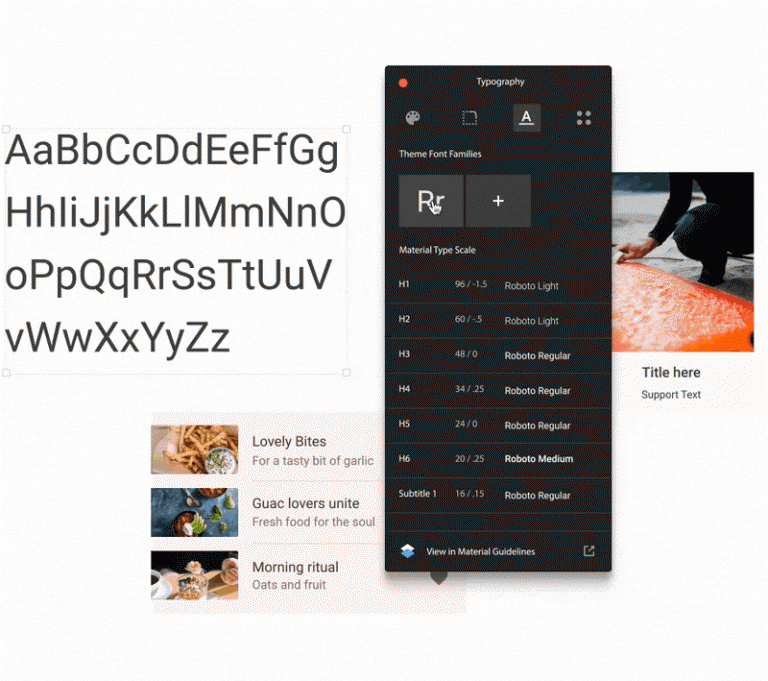 AaBbCcDdEeFfGg
HhIiJjKkLlMmNnO
oPpQqRrSsTtUuV
vWwXxYyZz
Typography
A
Theme Font Families
Rr
+
Material Type Scale
H1 96 / -1.5 Roboto Light
H2 60 / -.5 Roboto Light
H3 48 / 0 Roboto Regular
H4 34 / .25 Roboto Regular
H5 24 / 0 Roboto Regular
H6 20 / .25 Roboto Medium
Subtitle 1 16 / .15 Roboto Regular
View in Material Guidelines
Title here
Support Text
Lovely Bites
For a tasty bit of garlic
Guac lovers unite
Fresh food for the soul
Morning ritual
Oats and fruit